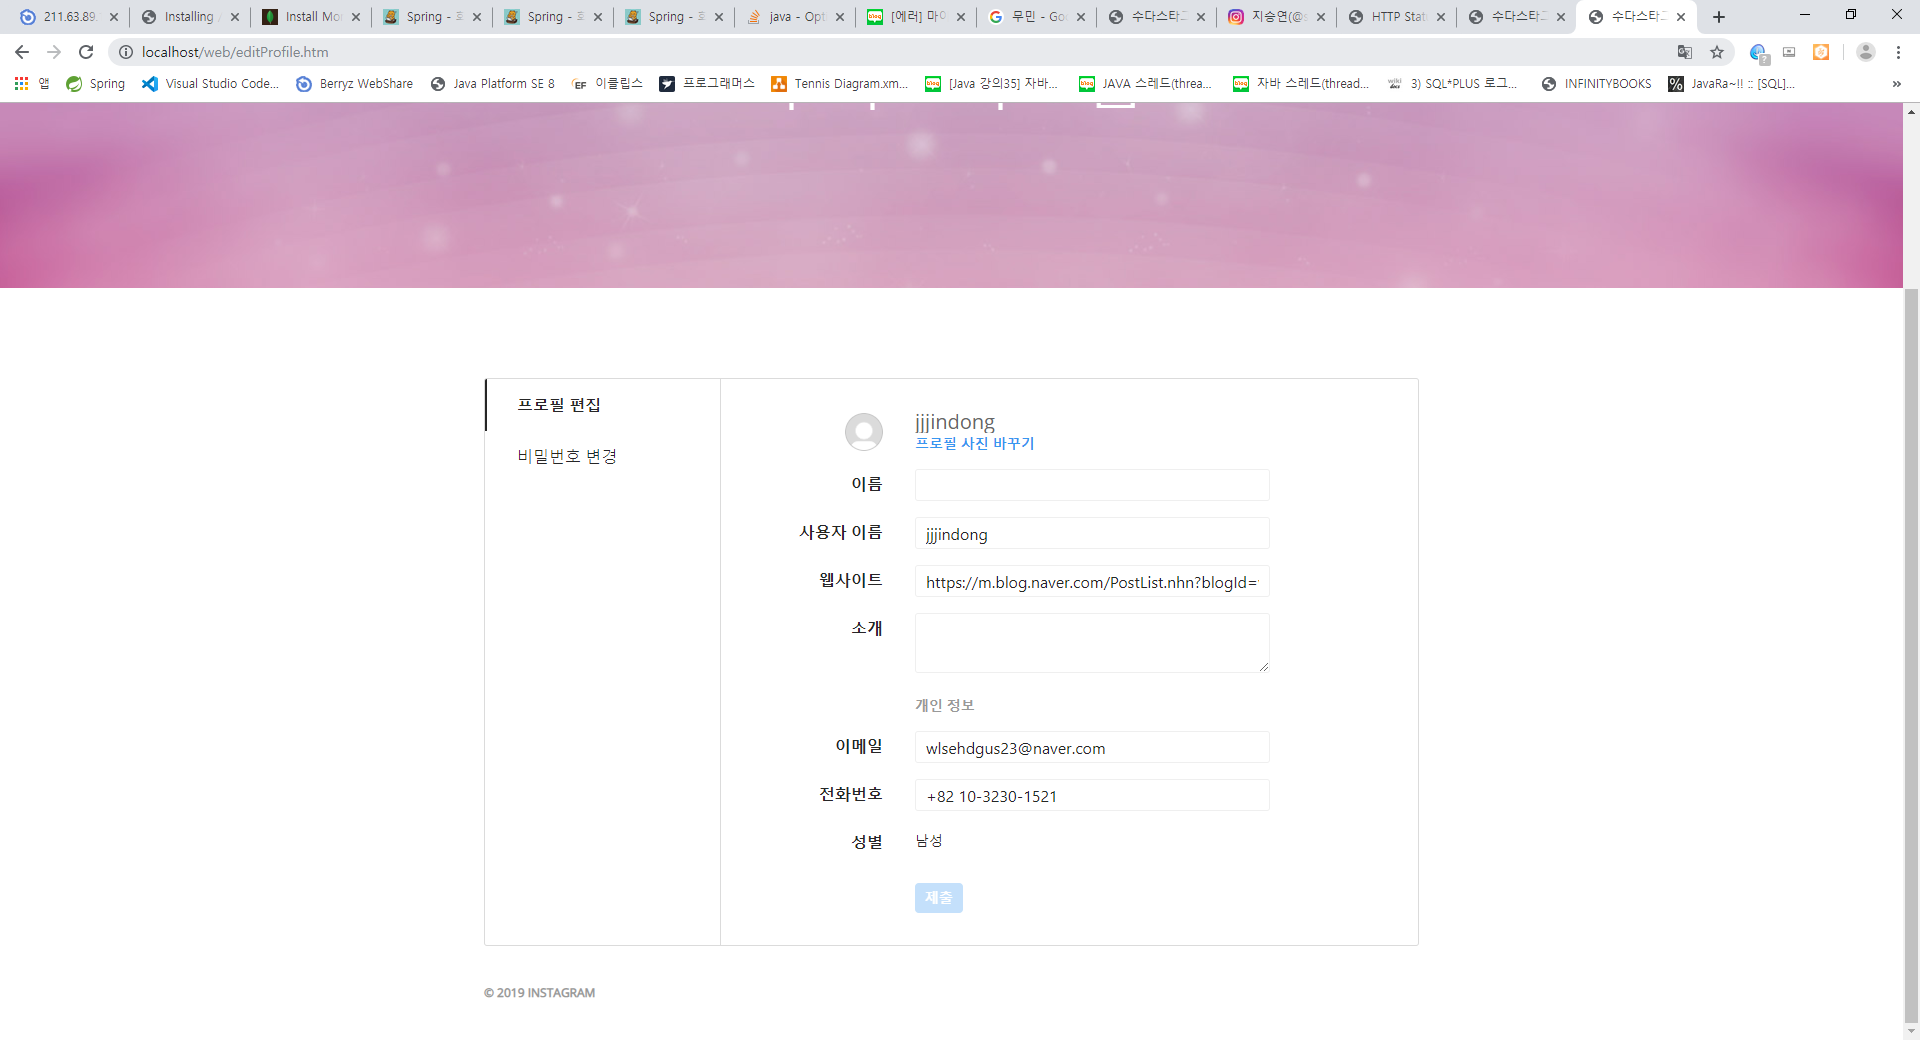 211.63.89
Installing
Install Mo
Spring -
Spring -
Spring -
java - Opt
[에러] 마이
무민 - Go
수다스타그
지승연(@s
HTTP Stat
수다스타그
수다스타그
localhost/web/editProfile.htm
앱
Spring
Visual Studio Code...
Berryz WebShare
Java Platform SE 8
이클립스
프로그래머스
Tennis Diagram.xm...
[Java 강의35] 자바...
JAVA 스레드(threa...
자바 스레드(thread...
3) SQL*PLUS 로그...
INFINITYBOOKS
JavaRa~!! :: [SQL]...
»
프로필 편집
비밀번호 변경
jjjindong
프로필 사진 바꾸기
이름
사용자 이름 jjjindong
웹사이트 https://m.blog.naver.com/PostList.nhn?blogId=
소개
개인 정보
이메일 wlsehdgus23@naver.com
전화번호 +82 10-3230-1521
성별 남성
제출
© 2019 INSTAGRAM